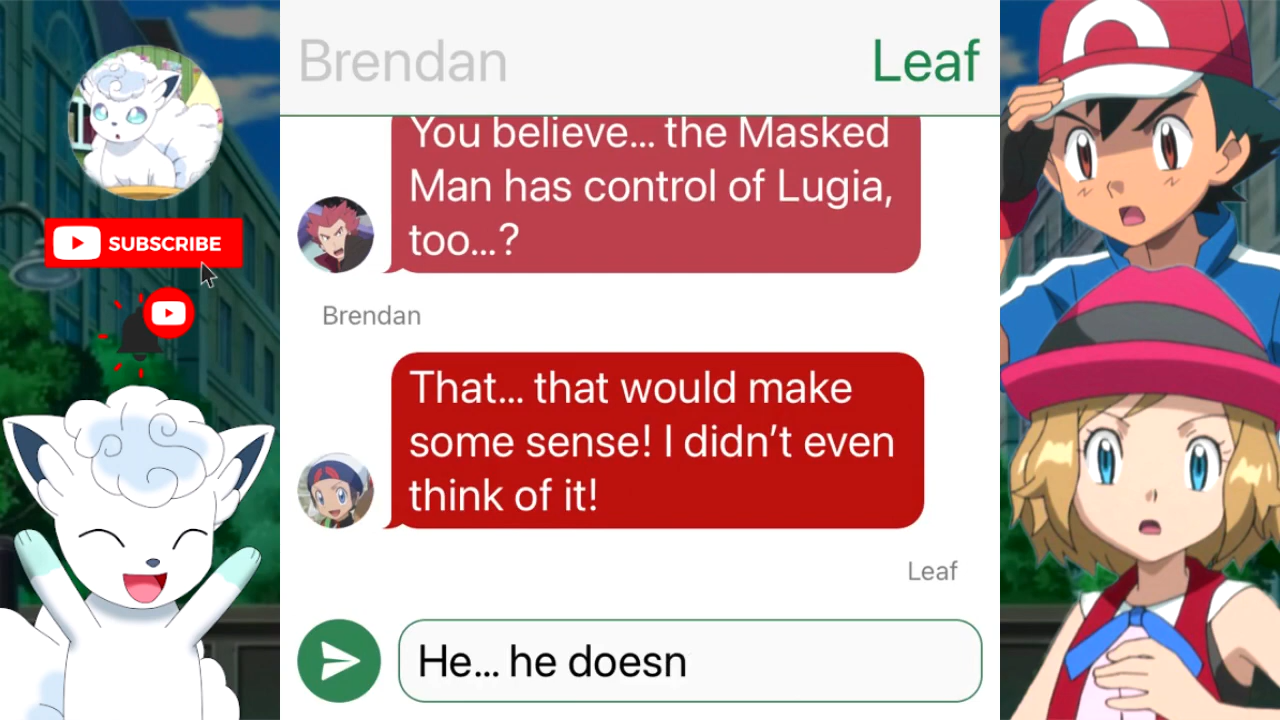 Brendan
Leaf
You believe... the Masked
Man has control of Lugia,
too...?
SUBSCRIBE
Brendan
That... that would make
some sense! I didn’t even
think of it!
Leaf
He... he doesn